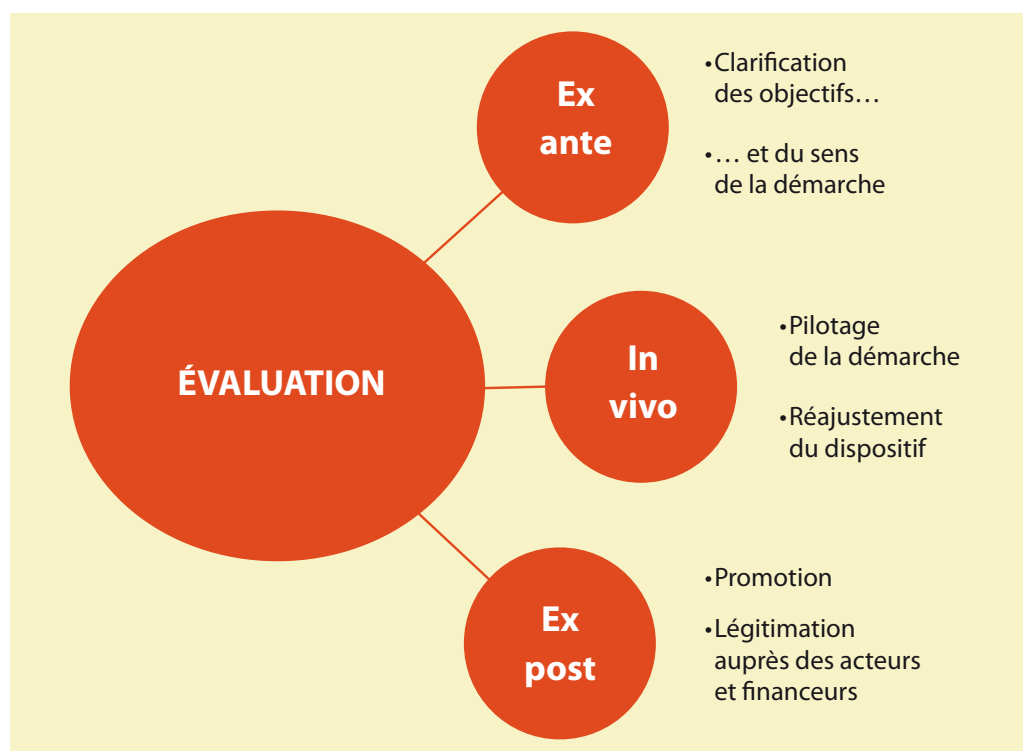 Ex
ante
•Clarification
des objectifs…
•… et du sens
de la démarche
ÉVALUATION
In
vivo
•Pilotage
de la démarche
•Réajustement
du dispositif
Ex
post
•Promotion
•Légitimation
auprès des acteurs
et financeurs